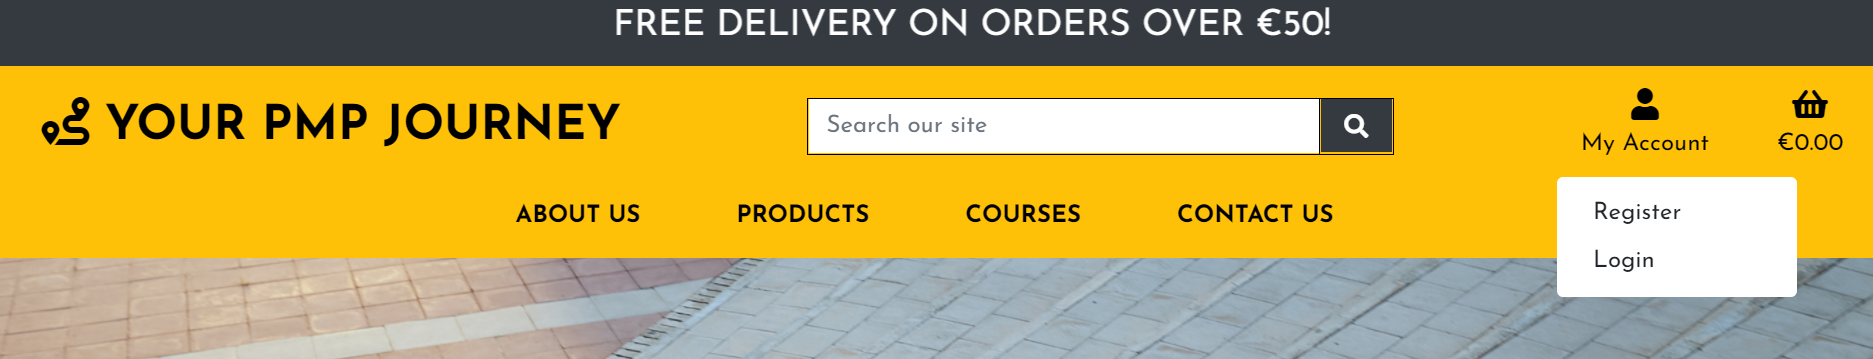 FREE DELIVERY ON ORDERS OVER €50!
YOUR PMP JOURNEY
Search our site
My Account
€0.00
ABOUT US
PRODUCTS
COURSES
CONTACT US
Register
Login